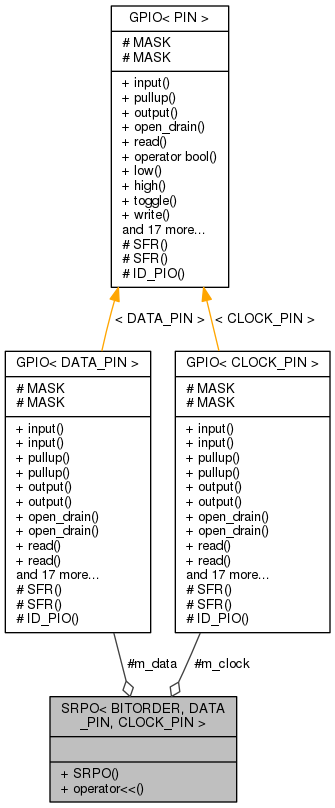 GPIO< PIN >
# MASK
# MASK
+ input()
+ pullup()
+ output()
+ open_drain()
+ read()
+ operator bool()
+ low()
+ high()
+ toggle()
+ write()
and 17 more...
# SFR()
# SFR()
# ID_PIO()
< DATA_PIN >
< CLOCK_PIN >
GPIO< DATA_PIN >
# MASK
# MASK
+ input()
+ input()
+ pullup()
+ pullup()
+ output()
+ output()
+ open_drain()
+ open_drain()
+ read()
+ read()
and 17 more...
# SFR()
# SFR()
# ID_PIO()
GPIO< CLOCK_PIN >
# MASK
# MASK
+ input()
+ input()
+ pullup()
+ pullup()
+ output()
+ output()
+ open_drain()
+ open_drain()
+ read()
+ read()
and 17 more...
# SFR()
# SFR()
# ID_PIO()
#m_data
#m_clock
SRPO< BITORDER, DATA
_PIN, CLOCK_PIN >
+ SRPO()
+ operator<<()